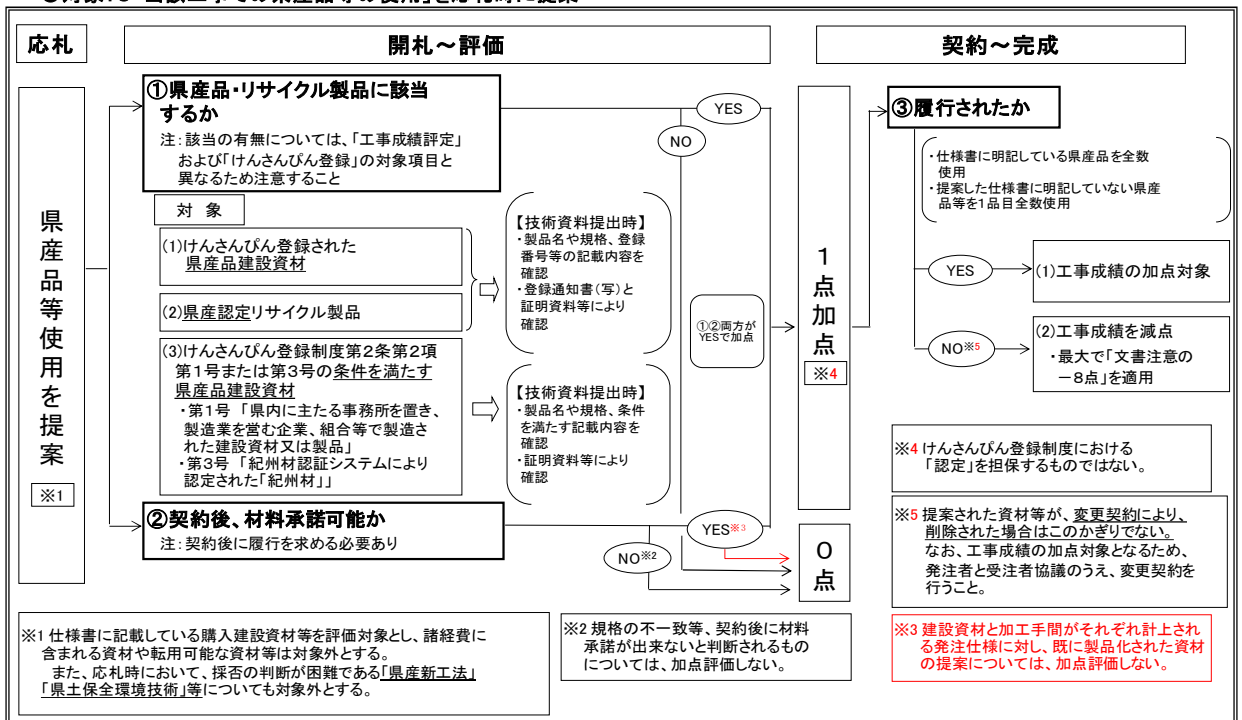 応札
開札～評価
契約～完成
県産品等使用を提案
※1
①県産品・リサイクル製品に該当
するか
注：該当の有無については、「工事成績評定」
および「けんさんぴん登録」の対象項目と
異なるため注意すること
対 象
(1)けんさんぴん登録された
県産品建設資材
(2)県産認定リサイクル製品
(3)けんさんぴん登録制度第2条第2項
第1号または第3号の条件を満たす
県産品建設資材
・第1号 「県内に主たる事務所を置き、
製造業を営む企業、組合等で製造さ
れた建設資材又は製品」
・第3号 「紀州材認証システムにより
認定された「紀州材」」
【技術資料提出時】
・製品名や規格、登録
番号等の記載内容を
確認
・登録通知書(写)と
証明資料等により
確認
【技術資料提出時】
・製品名や規格、条件
を満たす記載内容を
確認
・証明資料等により
確認
YES
NO
①②両方が
YESで加点
②契約後、材料承諾可能か
注：契約後に履行を求める必要あり
YES※3
NO※2
1点加点
※4
0点
③履行されたか
・仕様書に明記している県産品を全数
使用
・提案した仕様書に明記していない県産
品等を1品目全数使用
YES
(1)工事成績の加点対象
NO※5
(2)工事成績を減点
・最大で「文書注意の
－8点」を適用
※4 けんさんぴん登録制度における
「認定」を担保するものではない。
※5 提案された資材等が、変更契約により、
削除された場合はこのかぎりでない。
なお、工事成績の加点対象となるため、
発注者と受注者協議のうえ、変更契約を
行うこと。
※1 仕様書に記載している購入建設資材等を評価対象とし、諸経費に
含まれる資材や転用可能な資材等は対象外とする。
また、応札時において、採否の判断が困難である「県産新工法」
「県土保全環境技術」等についても対象外とする。
※2 規格の不一致等、契約後に材料
承諾が出来ないと判断されるもの
については、加点評価しない。
※3 建設資材と加工手間がそれぞれ計上され
る発注仕様に対し、既に製品化された資材
の提案については、加点評価しない。